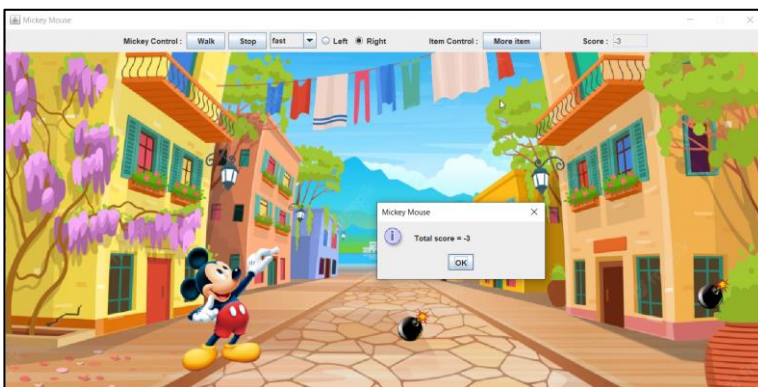 Mickey Mouse
Mickey Control : Walk Stop fast Left Right Item Control : More item Score : -3
Mickey Mouse
Total score = -3
OK